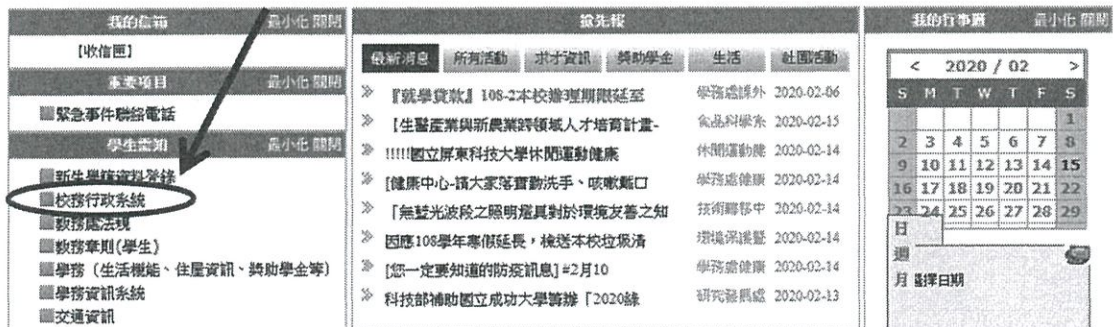 我的信箱 最小化 關閉
【收信匣】
重要項目 最小化 關閉
緊急事件聯絡電話
學生需知 最小化 關閉
新生學籍資料登錄
校務行政系統
教務處法規
教務章則(學生)
學務（生活機能、住屋資訊、獎助學金等）
學務資訊系統
交通資訊
搶先報
最新消息 所有活動 求才資訊 獎助學金 生活 社團活動
『就學貸款』108-2本校辦理期限延至 學務處課外 2020-02-06
【生醫產業與新農業跨領域人才培育計畫- 食品科學系 2020-02-15
!!!!!國立屏東科技大學休閒運動健康 休閒運動健 2020-02-14
[健康中心-請大家落實勤洗手、咳嗽戴口 學務處健康 2020-02-14
「無藍光波段之照明燈具對於環境友善之知 技術轉移中 2020-02-14
因應108學年寒假延長，檢送本校垃圾清 環境保護暨 2020-02-14
[您一定要知道的防疫訊息] #2月10 學務處健康 2020-02-14
科技部補助國立成功大學籌辦「2020綠 研究發展處 2020-02-13
我的行事曆 最小化 關閉
< 2020 / 02 >
S M T W T F S
1
2 3 4 5 6 7 8
9 10 11 12 13 14 15
16 17 18 19 20 21 22
23 24 25 26 27 28 29
日
週
月 選擇日期